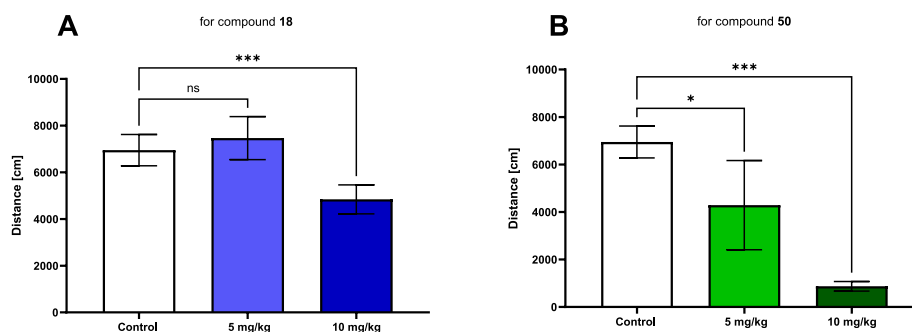 A
for compound 18
***
ns
10000
8000
6000
4000
2000
0
Distance [cm]
Control
5 mg/kg
10 mg/kg
B
for compound 50
***
*
10000
8000
6000
4000
2000
0
Distance [cm]
Control
5 mg/kg
10 mg/kg